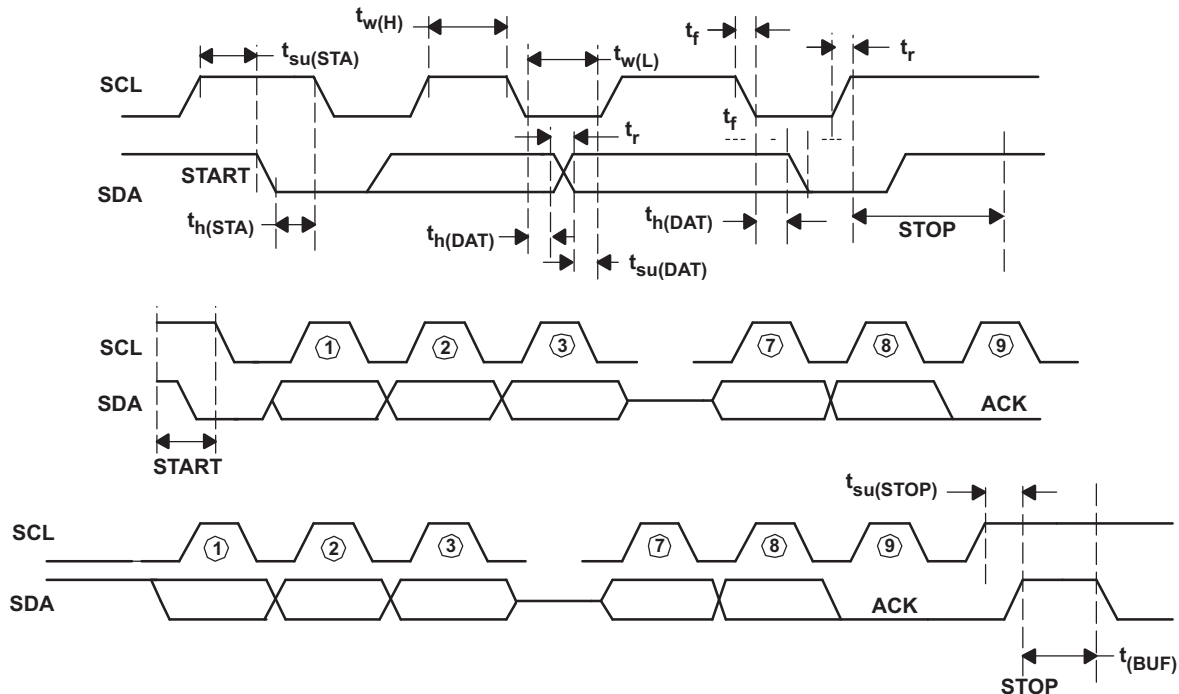 t_w(H)
t_f
t_r
t_su(STA)
t_w(L)
SCL
t_r
t_f
START
SDA
t_h(STA)
t_h(DAT)
t_h(DAT)
STOP
t_su(DAT)
SCL
1 2 3 7 8 9
SDA
ACK
START
t_su(STOP)
SCL
1 2 3 7 8 9
SDA
ACK
t_(BUF)
STOP